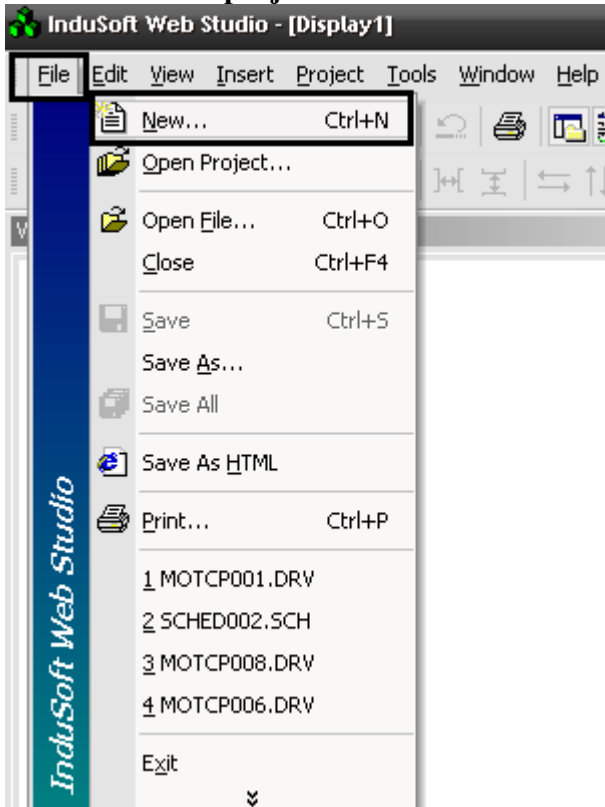 InduSoft Web Studio - [Display1]
File Edit View Insert Project Tools Window Help
New... Ctrl+N
Open Project...
Open File... Ctrl+O
Close Ctrl+F4
Save Ctrl+S
Save As...
Save All
Save As HTML
Print... Ctrl+P
1 MOTCP001.DRV
2 SCHED002.SCH
3 MOTCP008.DRV
4 MOTCP006.DRV
Exit
InduSoft Web Studio